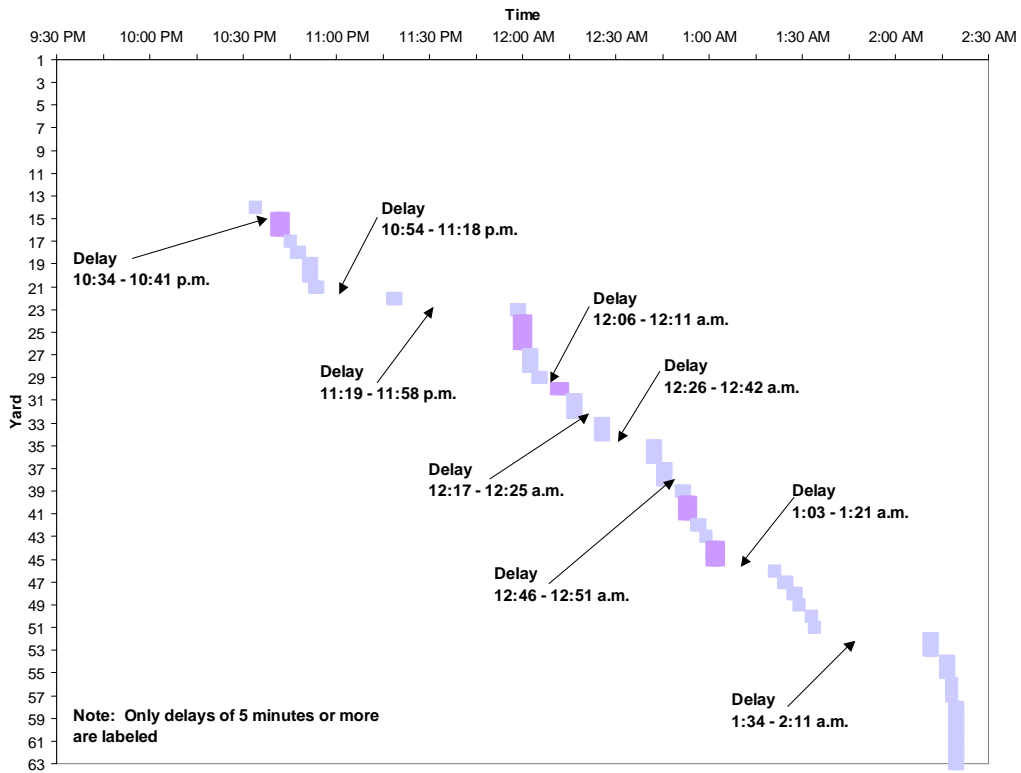 Time
9:30 PM 10:00 PM 10:30 PM 11:00 PM 11:30 PM 12:00 AM 12:30 AM 1:00 AM 1:30 AM 2:00 AM 2:30 AM
1
3
5
7
9
11
13
15
17
19
21
23
25
27
29
31
33
35
37
39
41
43
45
47
49
51
53
55
57
59
61
63
Yard
Delay
10:34 - 10:41 p.m.
Delay
10:54 - 11:18 p.m.
Delay
11:19 - 11:58 p.m.
Delay
12:06 - 12:11 a.m.
Delay
12:26 - 12:42 a.m.
Delay
12:17 - 12:25 a.m.
Delay
1:03 - 1:21 a.m.
Delay
12:46 - 12:51 a.m.
Delay
1:34 - 2:11 a.m.
Note: Only delays of 5 minutes or more
are labeled